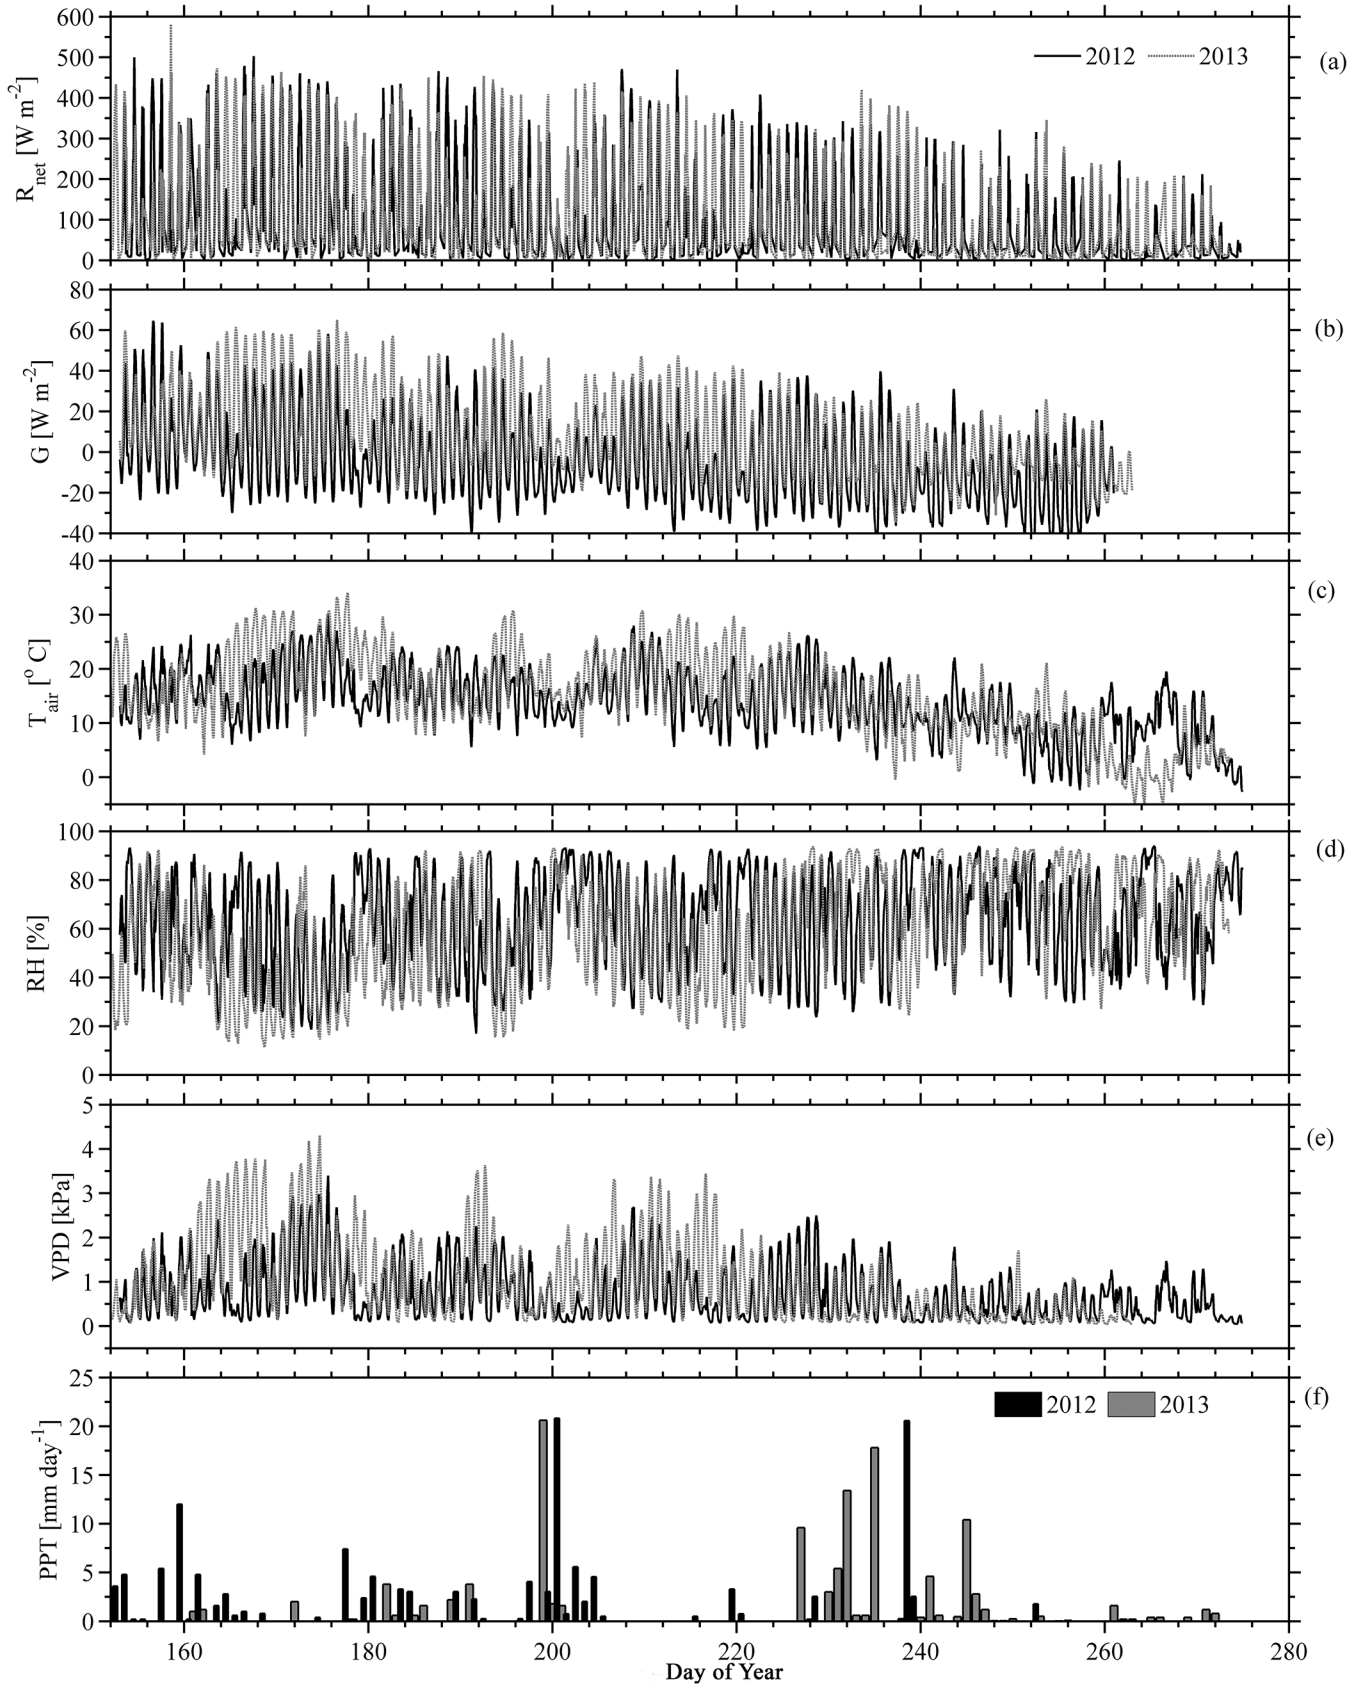 600
500
400
300
200
100
0
R_net [W m^-2]
2012 2013
(a)
80
60
40
20
0
-20
-40
G [W m^-2]
(b)
40
30
20
10
0
T_air [^o C]
(c)
100
80
60
40
20
0
RH [%]
(d)
5
4
3
2
1
0
VPD [kPa]
(e)
25
20
15
10
5
0
PPT [mm day^-1]
2012 2013
(f)
160 180 200 220 240 260 280
Day of Year